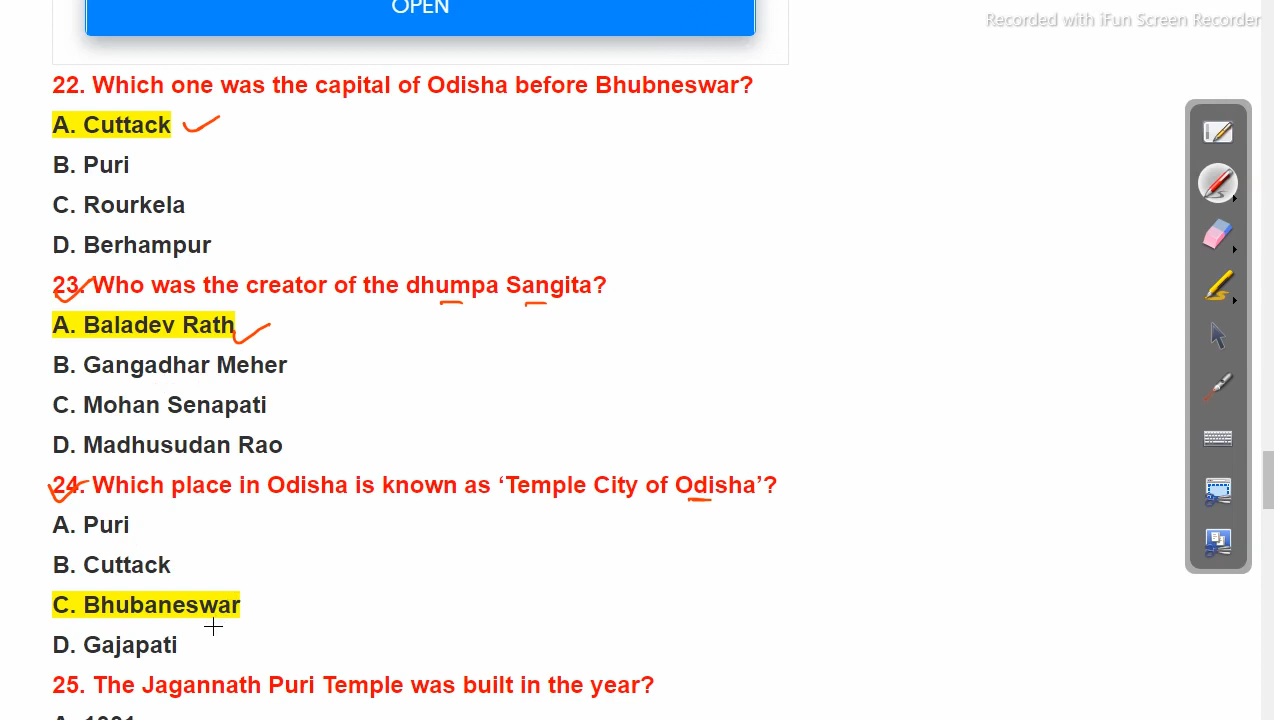 OPEN
Recorded with iFun Screen Recorder
22. Which one was the capital of Odisha before Bhubneswar?
A. Cuttack
B. Puri
C. Rourkela
D. Berhampur
23. Who was the creator of the dhumpa Sangita?
A. Baladev Rath
B. Gangadhar Meher
C. Mohan Senapati
D. Madhusudan Rao
24. Which place in Odisha is known as ‘Temple City of Odisha’?
A. Puri
B. Cuttack
C. Bhubaneswar
D. Gajapati
25. The Jagannath Puri Temple was built in the year?